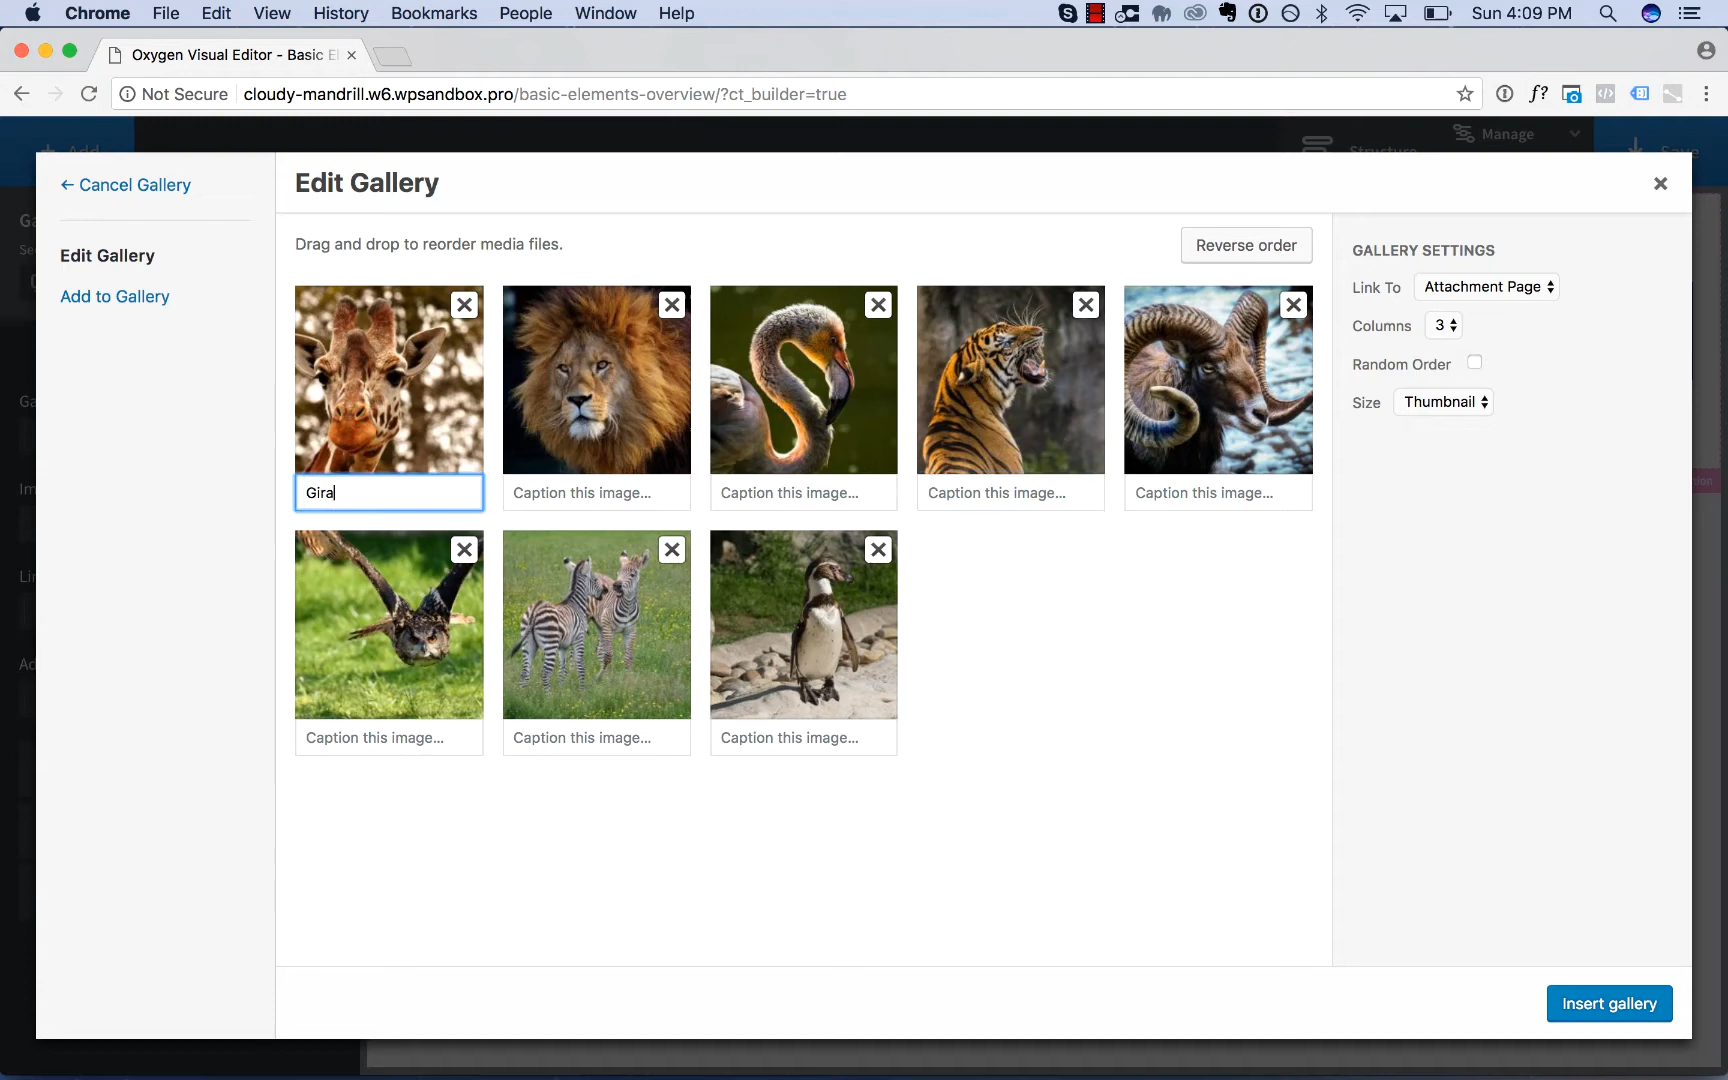 Chrome File Edit View History Bookmarks People Window Help Sun 4:09 PM
Oxygen Visual Editor - Basic El
Not Secure cloudy-mandrill.w6.wpsandbox.pro/basic-elements-overview/?ct_builder=true
Add Structure Manage Save
← Cancel Gallery
Edit Gallery
Add to Gallery
Edit Gallery
Drag and drop to reorder media files.
Reverse order
Gira
Caption this image...
Caption this image...
Caption this image...
Caption this image...
Caption this image...
Caption this image...
Caption this image...
GALLERY SETTINGS
Link To Attachment Page
Columns 3
Random Order
Size Thumbnail
Insert gallery